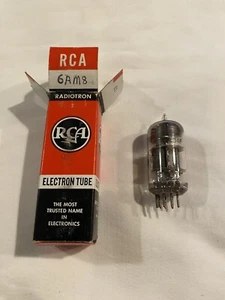 RCA
6AM8
RADIOTRON
RCA
ELECTRON TUBE
THE MOST
TRUSTED NAME
IN ELECTRONICS